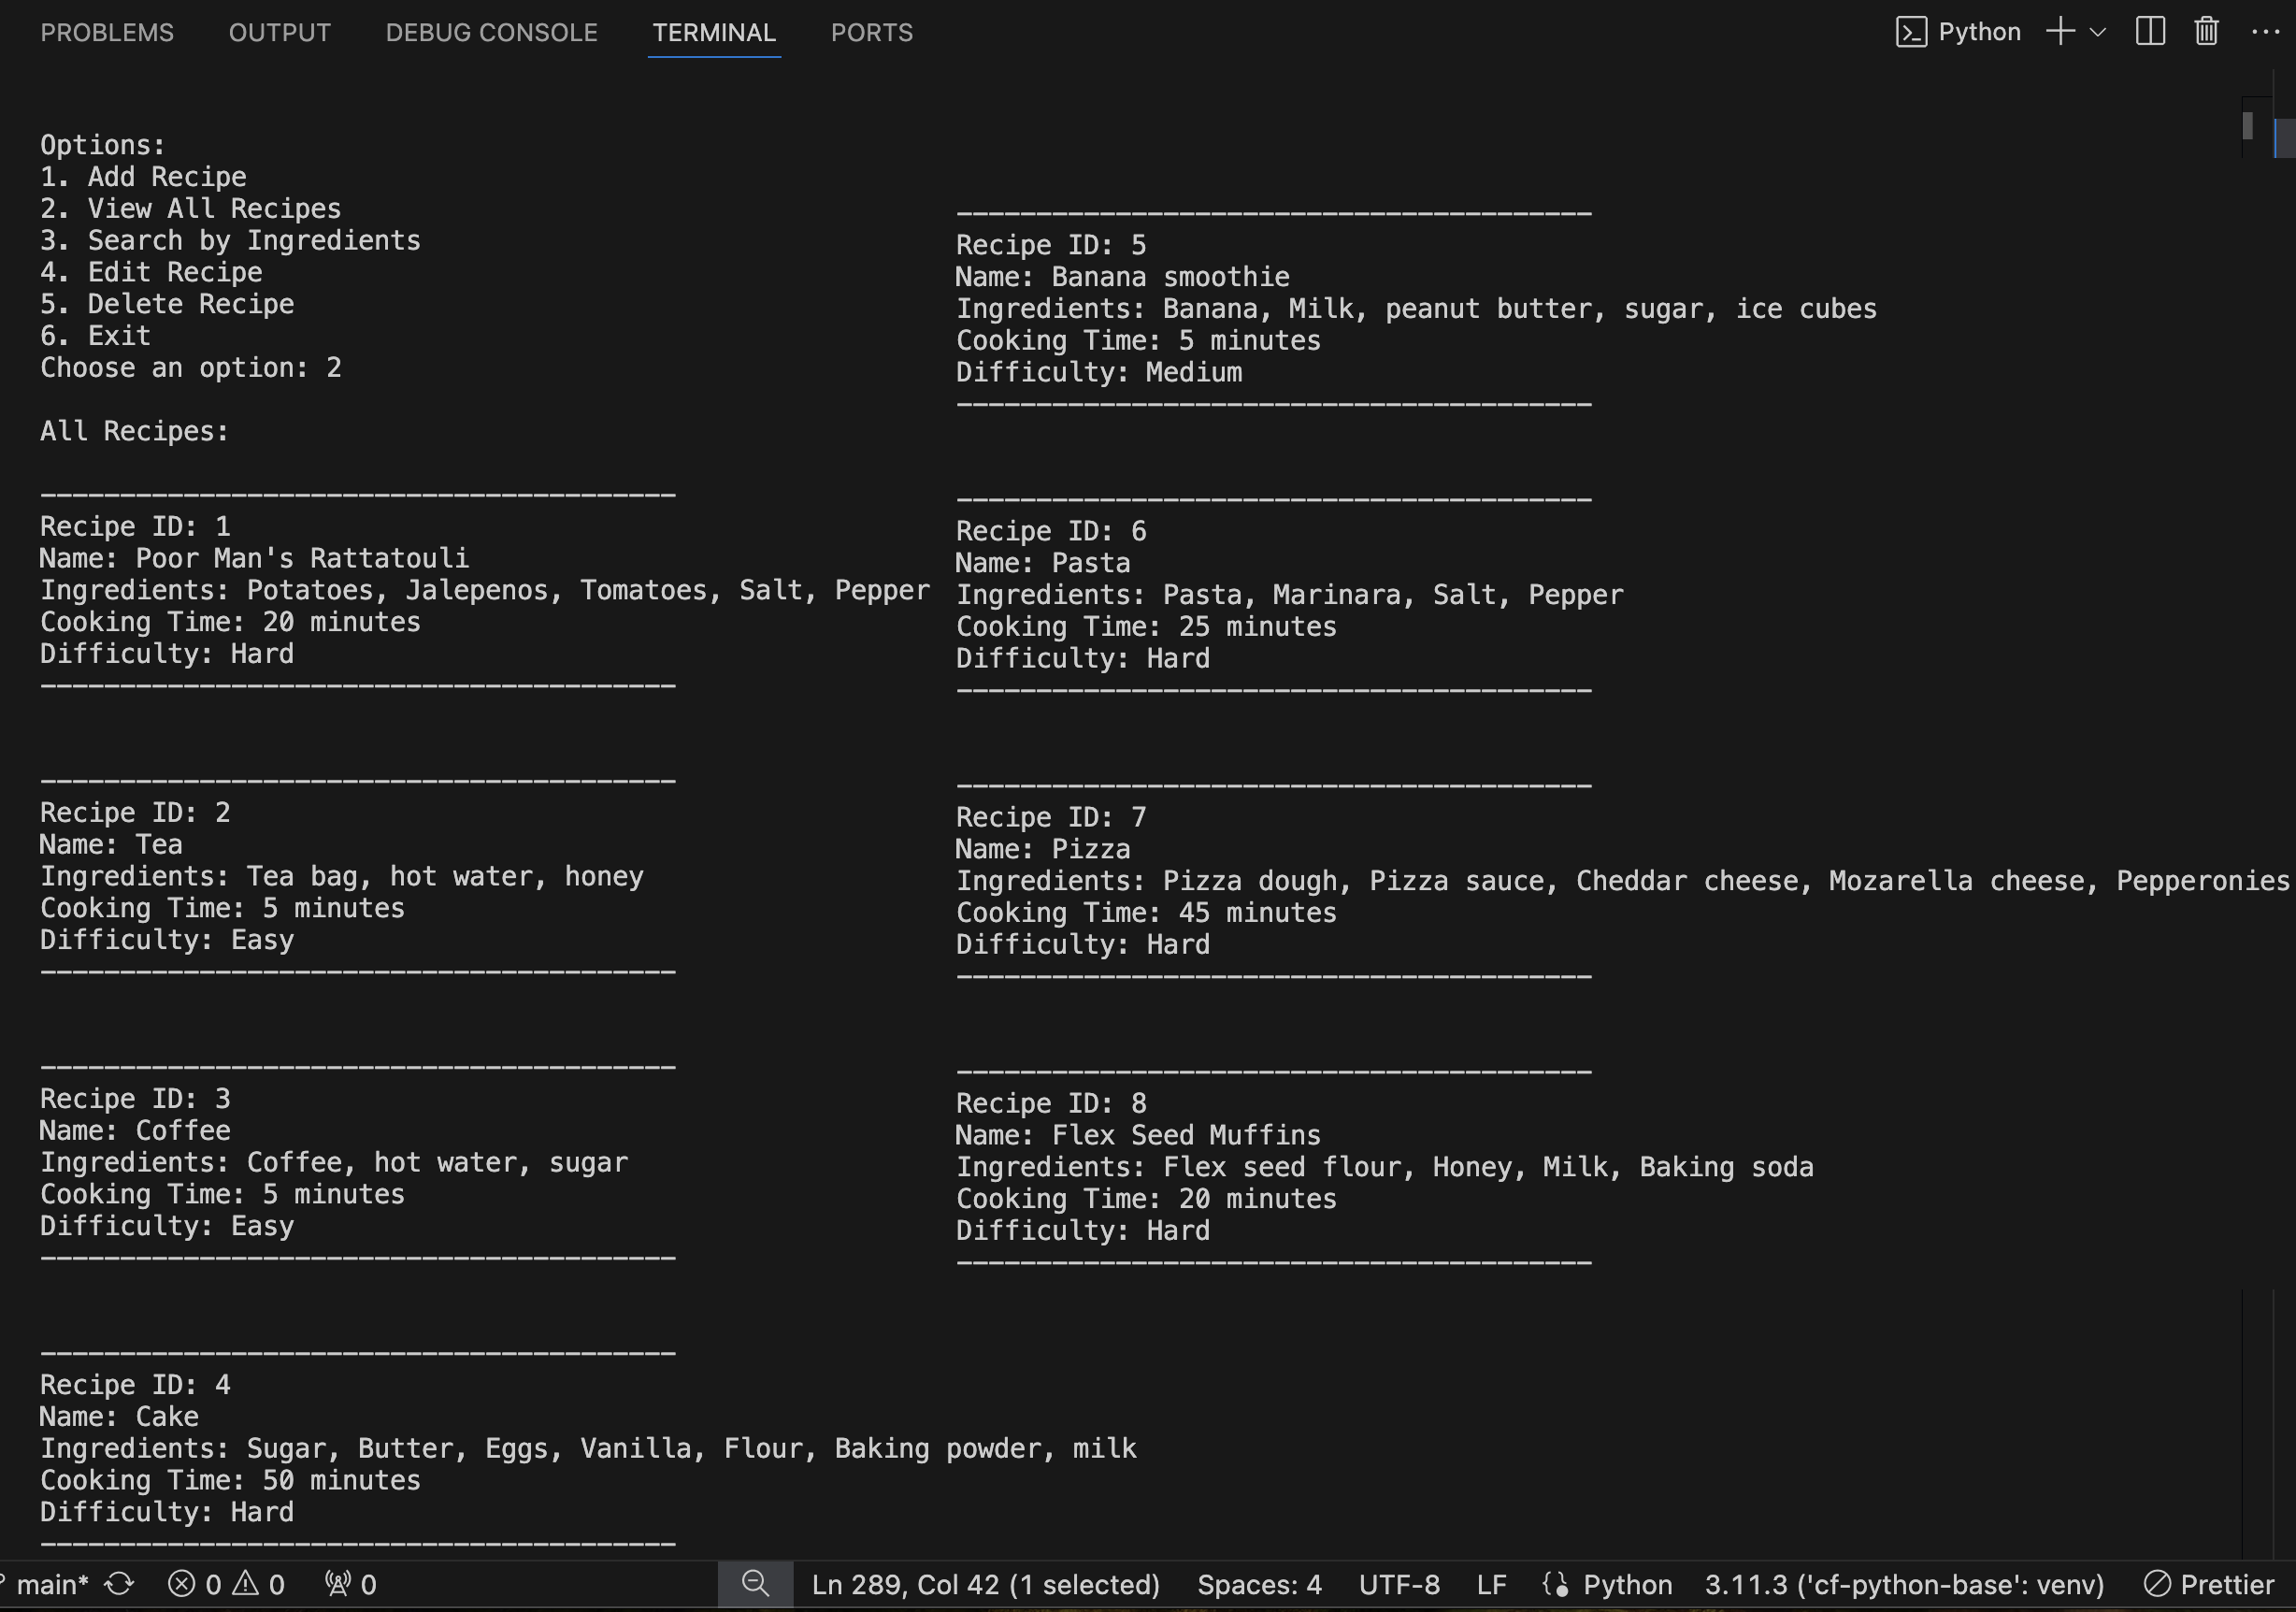 PROBLEMS OUTPUT DEBUG CONSOLE TERMINAL PORTS Python
Options:
1. Add Recipe
2. View All Recipes
3. Search by Ingredients
4. Edit Recipe
5. Delete Recipe
6. Exit
Choose an option: 2
All Recipes:
----------------------------------------
Recipe ID: 1
Name: Poor Man's Rattatouli
Ingredients: Potatoes, Jalepenos, Tomatoes, Salt, Pepper
Cooking Time: 20 minutes
Difficulty: Hard
----------------------------------------
----------------------------------------
Recipe ID: 2
Name: Tea
Ingredients: Tea bag, hot water, honey
Cooking Time: 5 minutes
Difficulty: Easy
----------------------------------------
----------------------------------------
Recipe ID: 3
Name: Coffee
Ingredients: Coffee, hot water, sugar
Cooking Time: 5 minutes
Difficulty: Easy
----------------------------------------
----------------------------------------
Recipe ID: 4
Name: Cake
Ingredients: Sugar, Butter, Eggs, Vanilla, Flour, Baking powder, milk
Cooking Time: 50 minutes
Difficulty: Hard
----------------------------------------
----------------------------------------
Recipe ID: 5
Name: Banana smoothie
Ingredients: Banana, Milk, peanut butter, sugar, ice cubes
Cooking Time: 5 minutes
Difficulty: Medium
----------------------------------------
----------------------------------------
Recipe ID: 6
Name: Pasta
Ingredients: Pasta, Marinara, Salt, Pepper
Cooking Time: 25 minutes
Difficulty: Hard
----------------------------------------
----------------------------------------
Recipe ID: 7
Name: Pizza
Ingredients: Pizza dough, Pizza sauce, Cheddar cheese, Mozarella cheese, Pepperonies
Cooking Time: 45 minutes
Difficulty: Hard
----------------------------------------
----------------------------------------
Recipe ID: 8
Name: Flex Seed Muffins
Ingredients: Flex seed flour, Honey, Milk, Baking soda
Cooking Time: 20 minutes
Difficulty: Hard
----------------------------------------
main* 0 0 0 Ln 289, Col 42 (1 selected) Spaces: 4 UTF-8 LF Python 3.11.3 ('cf-python-base': venv) Prettier